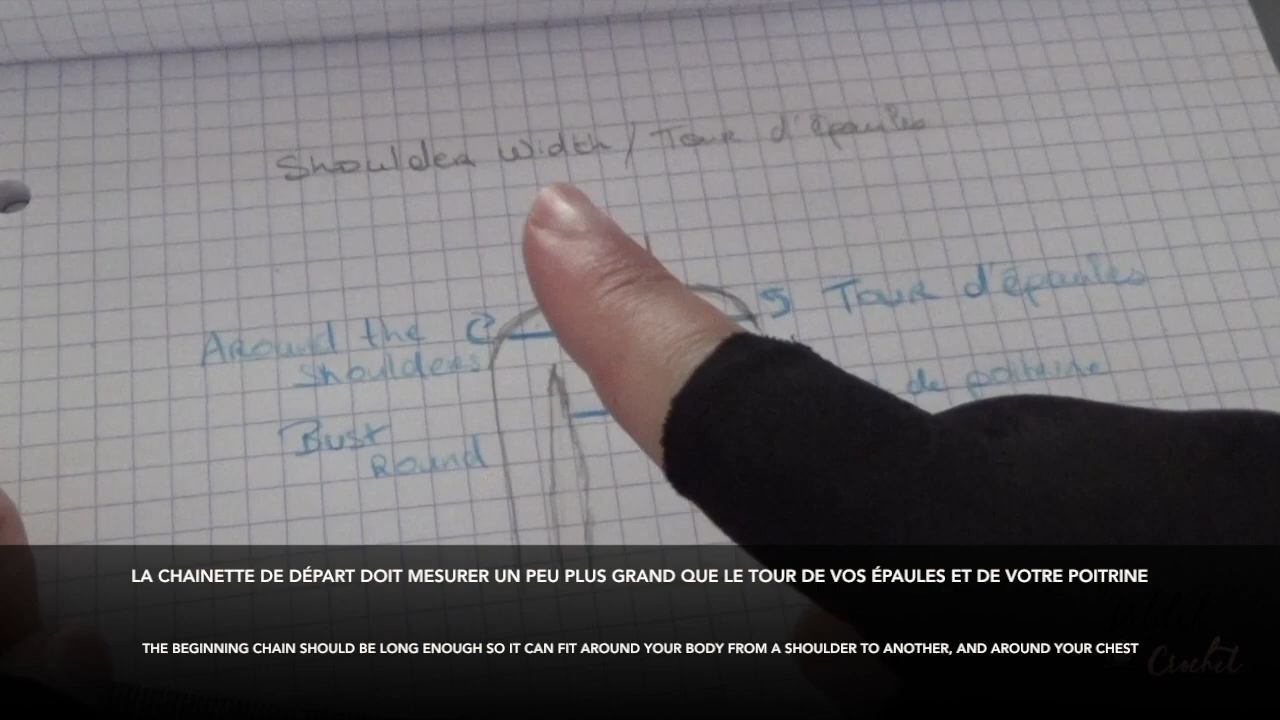 Shoulder Width / Tour d'épaules
Around the shoulders
Tour d'épaules
Bust Round
de poitrine
LA CHAINETTE DE DÉPART DOIT MESURER UN PEU PLUS GRAND QUE LE TOUR DE VOS ÉPAULES ET DE VOTRE POITRINE
THE BEGINNING CHAIN SHOULD BE LONG ENOUGH SO IT CAN FIT AROUND YOUR BODY FROM A SHOULDER TO ANOTHER, AND AROUND YOUR CHEST
Crochet